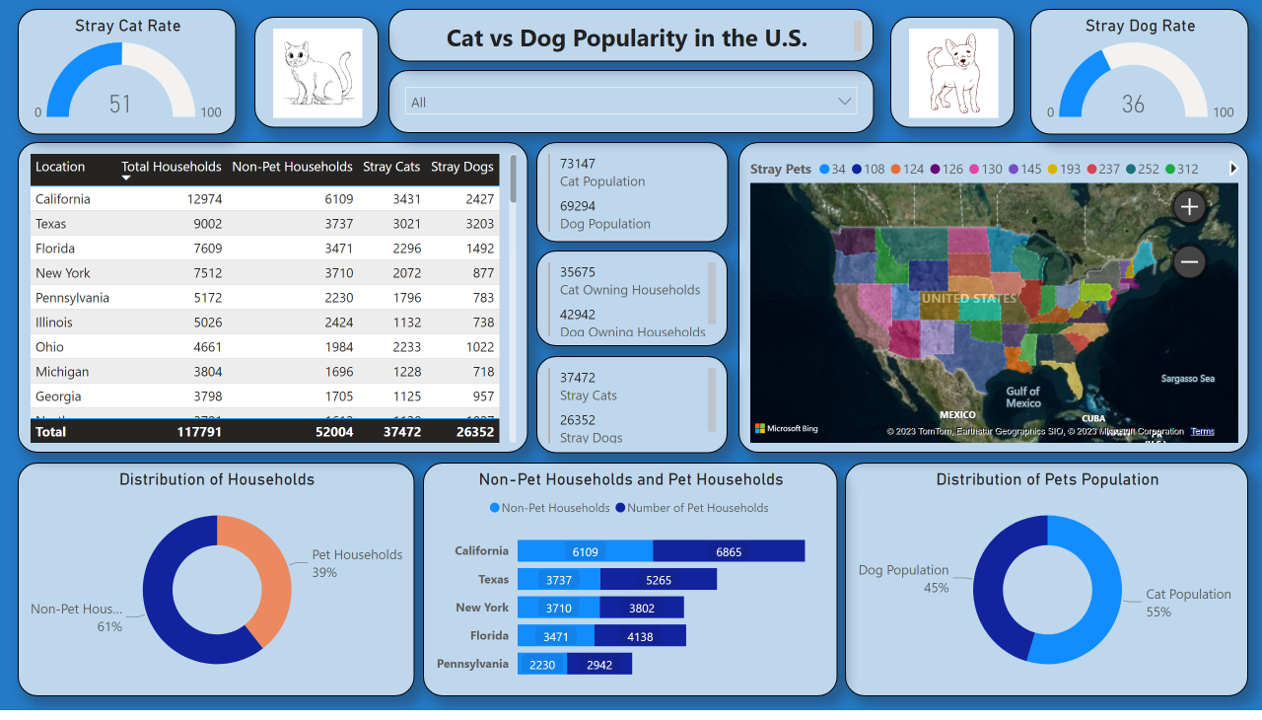 Stray Cat Rate
51
0
100
Cat vs Dog Popularity in the U.S.
All
Stray Dog Rate
36
0
100
Location Total Households Non-Pet Households Stray Cats Stray Dogs
California 12974 6109 3431 2427
Texas 9002 3737 3021 3203
Florida 7609 3471 2296 1492
New York 7512 3710 2072 877
Pennsylvania 5172 2230 1796 783
Illinois 5026 2424 1132 738
Ohio 4661 1984 2233 1022
Michigan 3804 1696 1228 718
Georgia 3798 1705 1125 957
Total 117791 52004 37472 26352
73147
Cat Population
69294
Dog Population
35675
Cat Owning Households
42942
Dog Owning Households
37472
Stray Cats
26352
Stray Dogs
Stray Pets 34 108 124 126 130 145 193 237 252 312
UNITED STATES
Sargasso Sea
Gulf of
Mexico
MEXICO
CUBA
Microsoft Bing
© 2023 TomTom, Earthstar Geographics SIO, © 2023 Microsoft Corporation Terms
Distribution of Households
Pet Households
39%
Non-Pet Hous...
61%
Non-Pet Households and Pet Households
Non-Pet Households Number of Pet Households
California 6109 6865
Texas 3737 5265
New York 3710 3802
Florida 3471 4138
Pennsylvania 2230 2942
Distribution of Pets Population
Dog Population
45%
Cat Population
55%